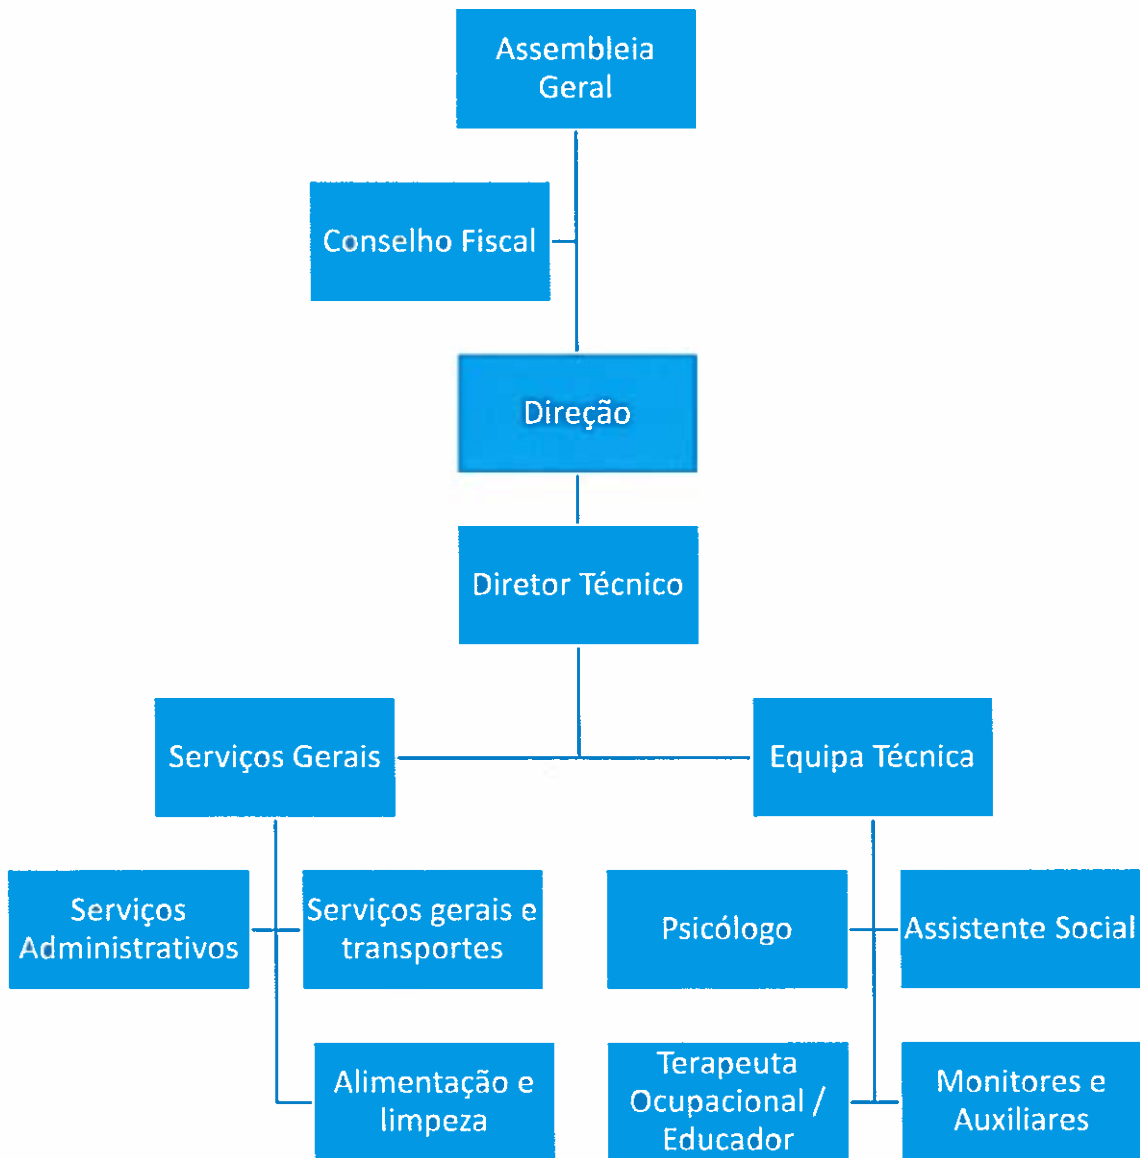 Assembleia
Geral
Conselho Fiscal
Direção
Diretor Técnico
Serviços Gerais
Equipa Técnica
Serviços
Administrativos
Serviços gerais e
transportes
Psicólogo
Assistente Social
Alimentação e
limpeza
Terapeuta
Ocupacional /
Educador
Monitores e
Auxiliares